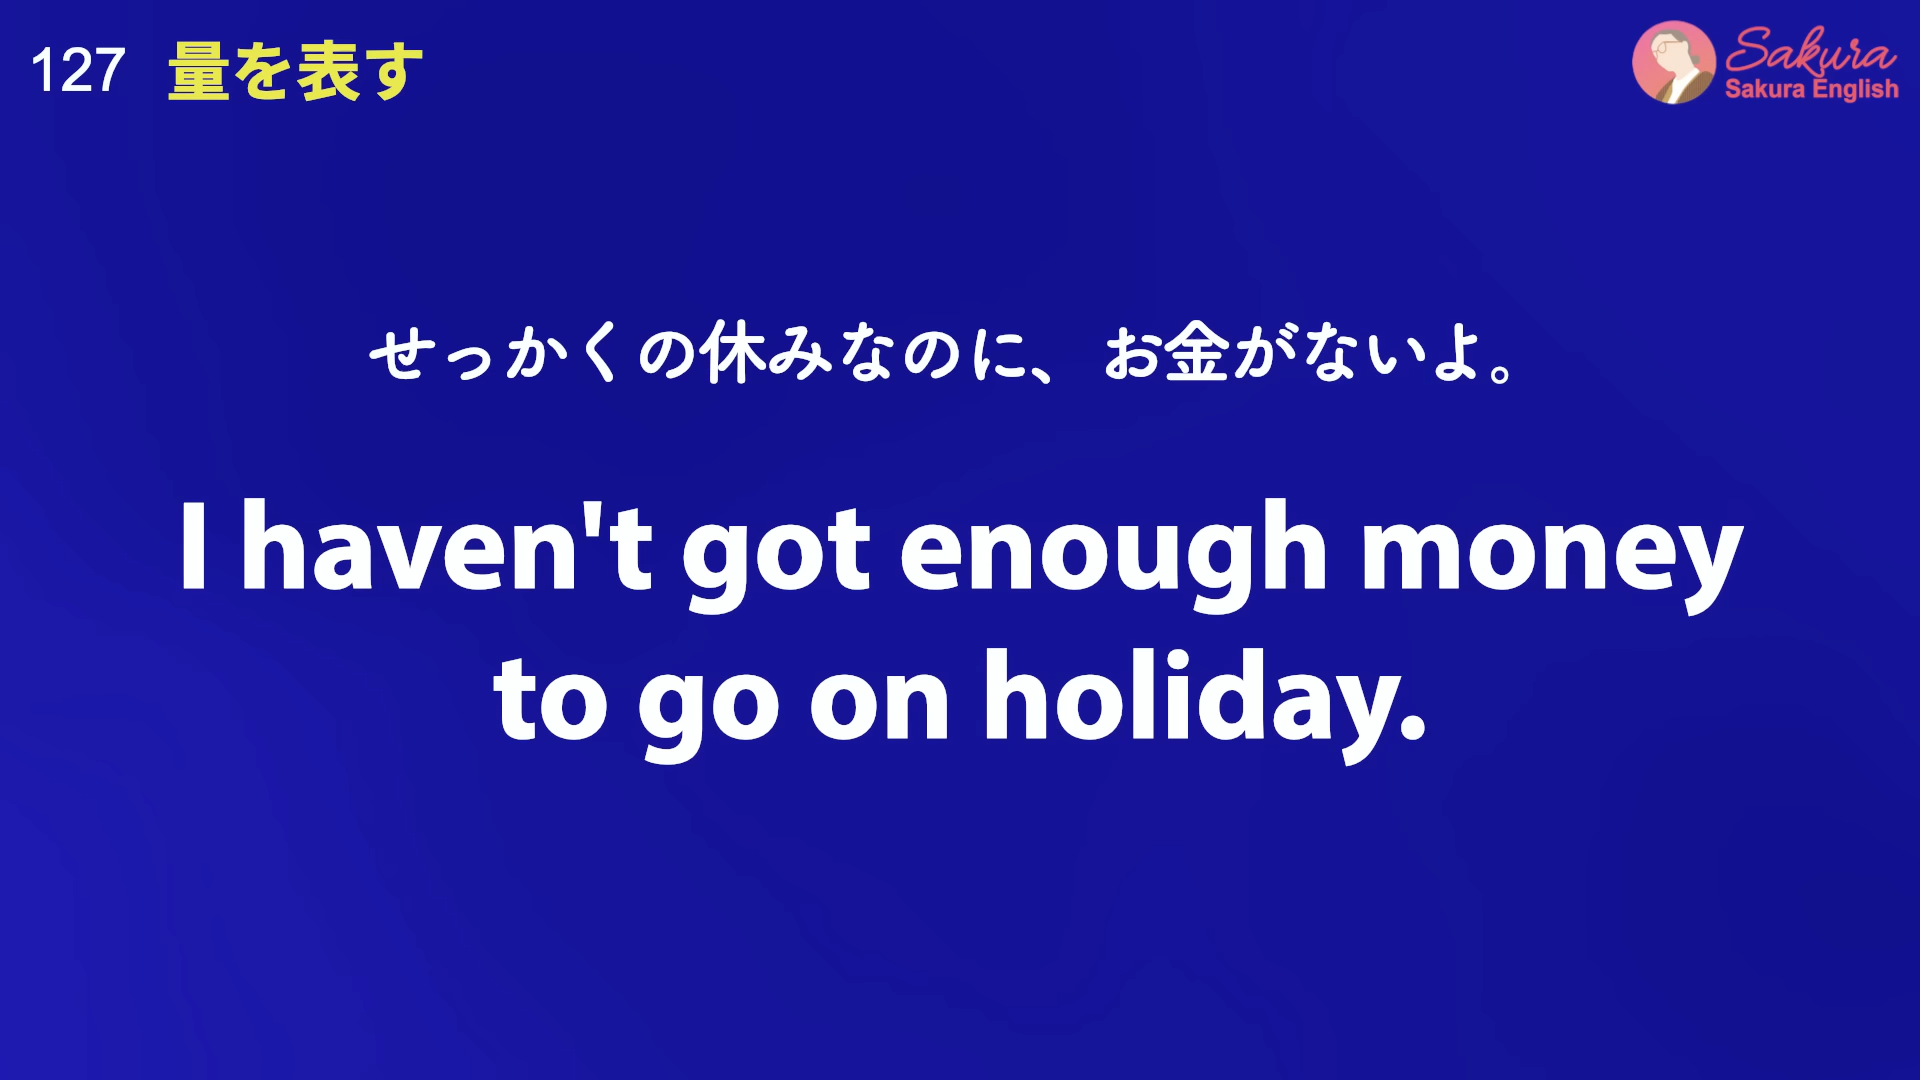 127 量を表す
Sakura
Sakura English
せっかくの休みなのに、お金がないよ。
I haven't got enough money
to go on holiday.